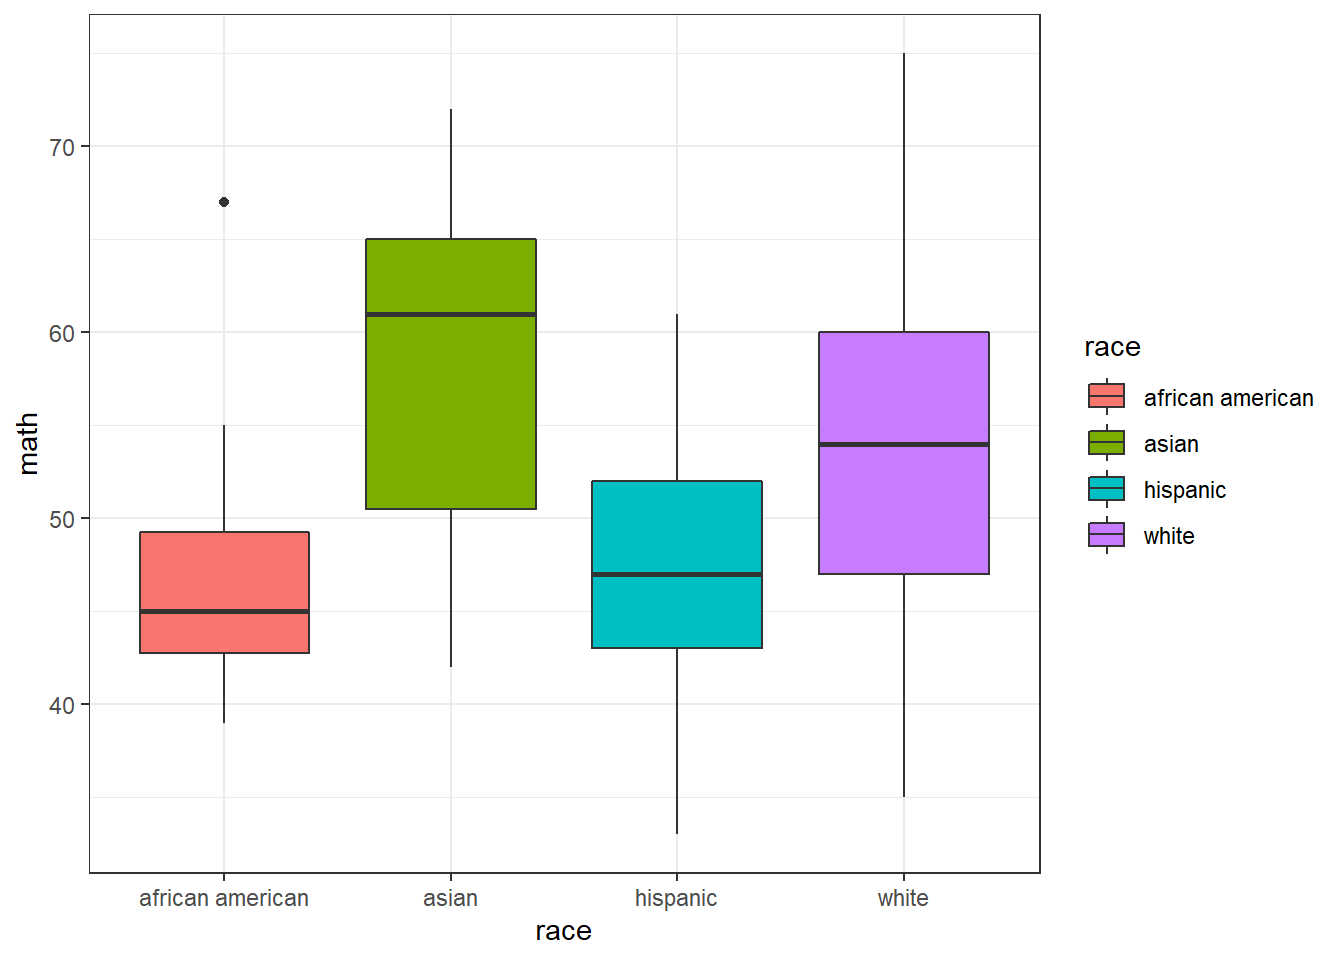 70
60
50
40
math
african american
asian
hispanic
white
race
race
african american
asian
hispanic
white